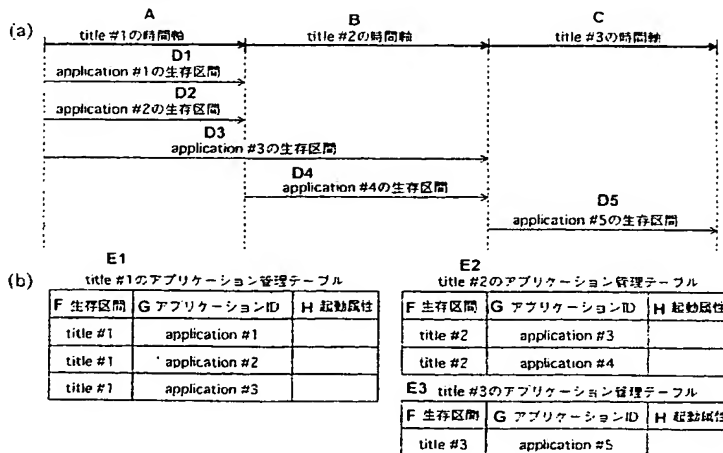 A B C
(a) title #1の時間軸 title #2の時間軸 title #3の時間軸
D1
application #1の生存区間
D2
application #2の生存区間
D3
application #3の生存区間
D4
application #4の生存区間
D5
application #5の生存区間
E1
(b) title #1のアプリケーション管理テーブル
F 生存区間 G アプリケーションID H 起動属性
title #1 application #1
title #1 application #2
title #1 application #3
E2
title #2のアプリケーション管理テーブル
F 生存区間 G アプリケーションID H 起動属性
title #2 application #3
title #2 application #4
E3 title #3のアプリケーション管理テーブル
F 生存区間 G アプリケーションID H 起動属性
title #3 application #5